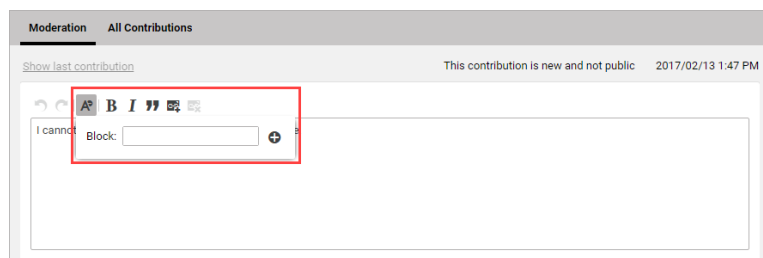 Moderation All Contributions
Show last contribution This contribution is new and not public 2017/02/13 1:47 PM
B I
I cannot
Block: